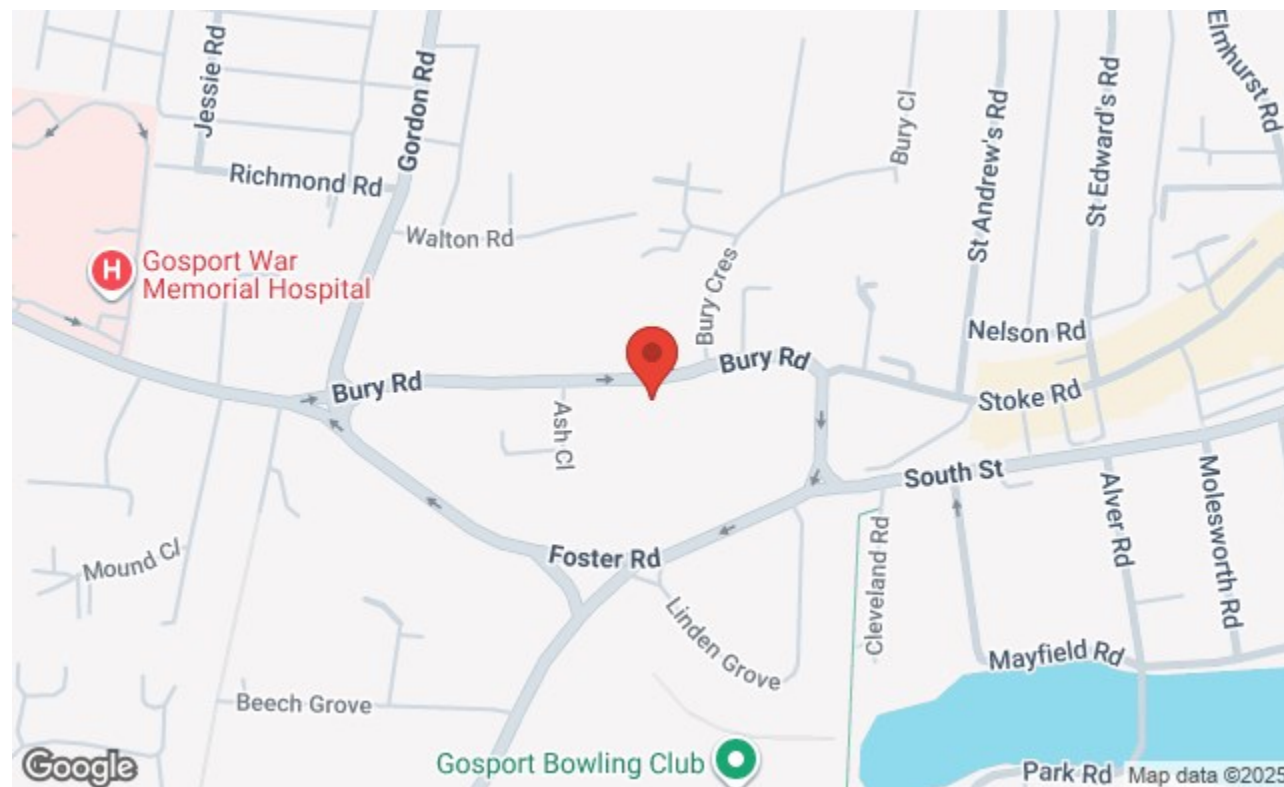 Elmhurst Rd
Jessie Rd
Gordon Rd
Bury Cl
St Andrew's Rd
St Edward's Rd
Richmond Rd
Walton Rd
Gosport War
Memorial Hospital
H
Bury Cres
Nelson Rd
Bury Rd
Bury Rd
Stoke Rd
Ash Cl
South St
Alver Rd
Molesworth Rd
Foster Rd
Mound Cl
Cleveland Rd
Linden Grove
Mayfield Rd
Beech Grove
Gosport Bowling Club
Google
Park Rd
Map data ©2025